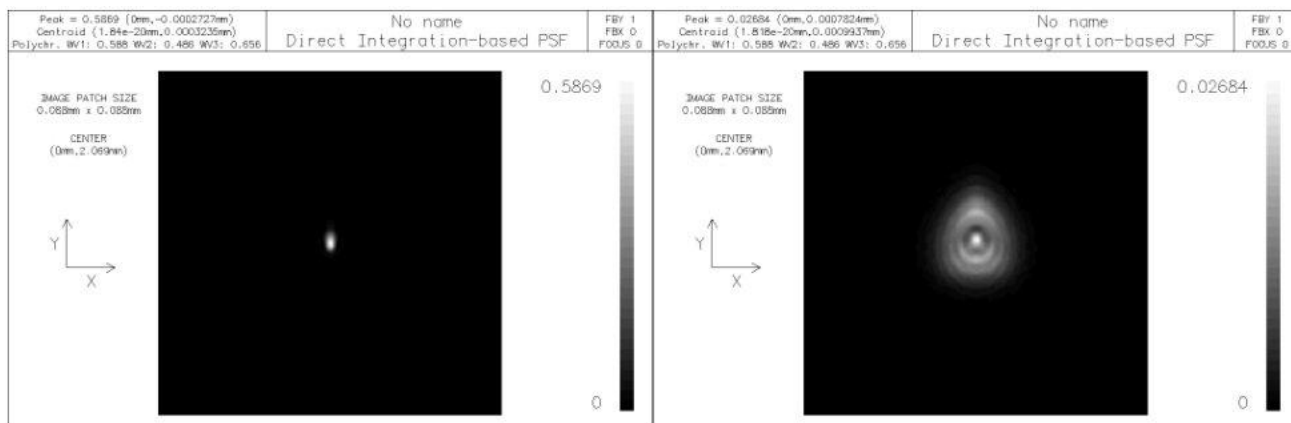 Peak = 0.5869 (0mm,-0.0002727mm)
Centroid (1.84e-20mm,0.0003235mm)
Polychr. WV1: 0.588 WV2: 0.486 WV3: 0.656
No name
Direct Integration-based PSF
FBY 1
FBX 0
FOCUS 0
IMAGE PATCH SIZE
0.088mm x 0.088mm
CENTER
(0mm,2.069mm)
Y
X
0.5869
0
Peak = 0.02684 (0mm,0.0007824mm)
Centroid (1.818e-20mm,0.0009937mm)
Polychr. WV1: 0.588 WV2: 0.486 WV3: 0.656
No name
Direct Integration-based PSF
FBY 1
FBX 0
FOCUS 0
IMAGE PATCH SIZE
0.088mm x 0.088mm
CENTER
(0mm,2.069mm)
Y
X
0.02684
0